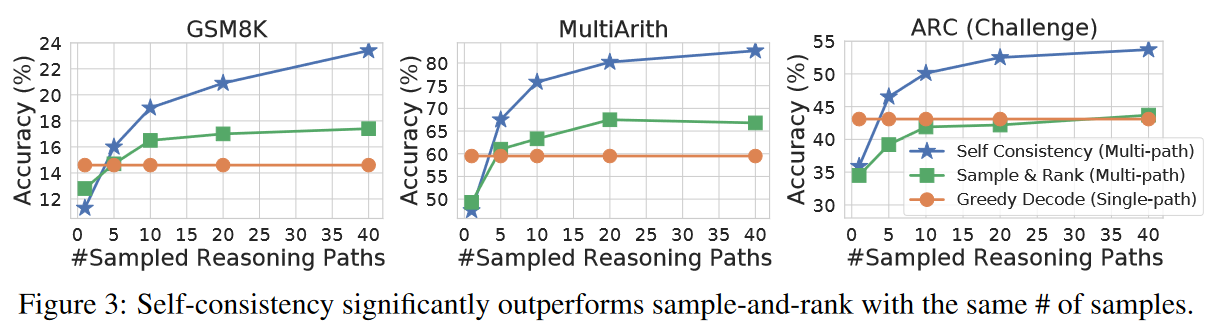 GSM8K
MultiArith
ARC (Challenge)
Accuracy (%)
24
22
20
18
16
14
12
0 5 10 15 20 25 30 35 40
#Sampled Reasoning Paths
Accuracy (%)
80
75
70
65
60
55
50
0 5 10 15 20 25 30 35 40
#Sampled Reasoning Paths
Accuracy (%)
55
50
45
40
35
30
Self Consistency (Multi-path)
Sample & Rank (Multi-path)
Greedy Decode (Single-path)
0 5 10 15 20 25 30 35 40
#Sampled Reasoning Paths
Figure 3: Self-consistency significantly outperforms sample-and-rank with the same # of samples.